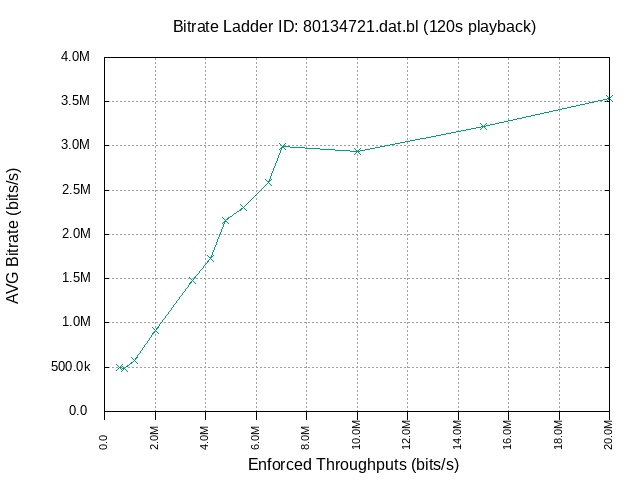 Bitrate Ladder ID: 80134721.dat.bl (120s playback)
4.0M
3.5M
3.0M
2.5M
2.0M
1.5M
1.0M
500.0k
0.0
AVG Bitrate (bits/s)
0.0 2.0M 4.0M 6.0M 8.0M 10.0M 12.0M 14.0M 16.0M 18.0M 20.0M
Enforced Throughputs (bits/s)